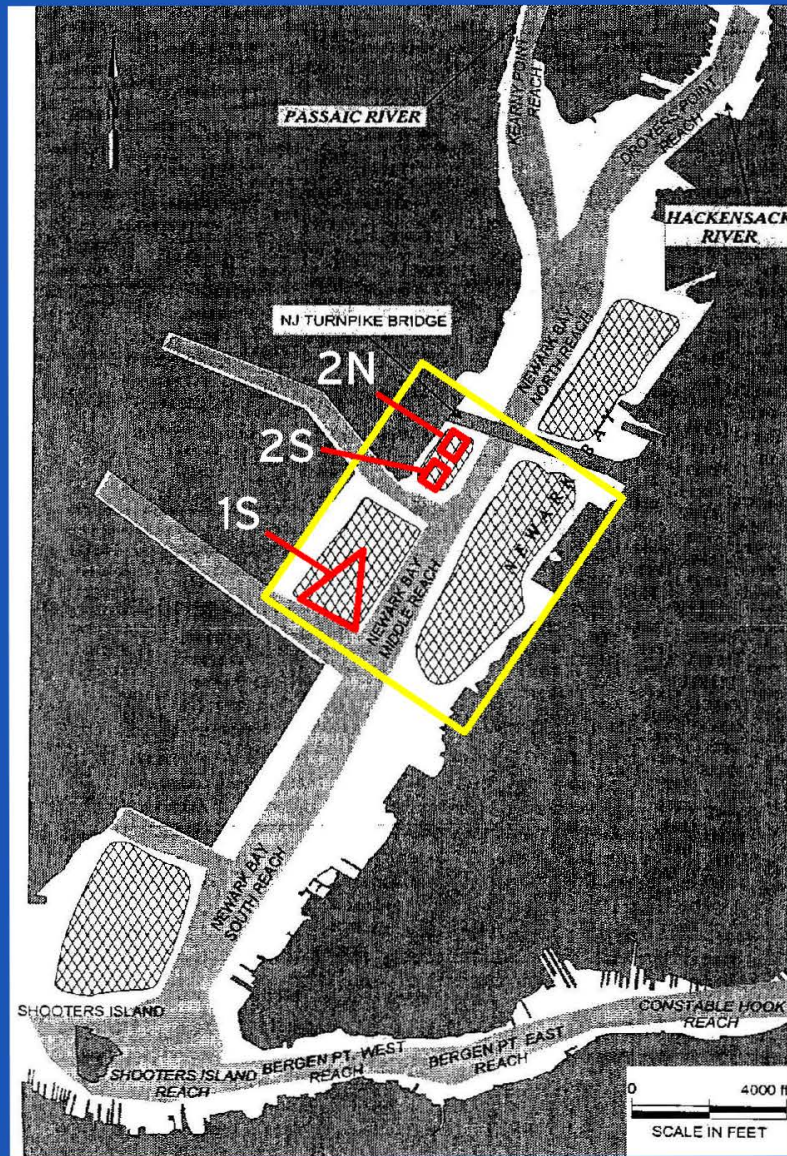 KEARNY POINT
REACH
PASSAIC RIVER
DROYERS POINT
REACH
HACKENSACK
RIVER
NJ TURNPIKE BRIDGE
2N
NEWARK BAY
NORTH REACH
2S
NEWARK BAY
1S
NEWARK BAY
MIDDLE REACH
NEWARK BAY
SOUTH REACH
SHOOTERS ISLAND
SHOOTERS ISLAND
REACH
BERGEN PT. WEST
REACH
BERGEN PT. EAST
REACH
CONSTABLE HOOK
REACH
0 4000 ft
SCALE IN FEET